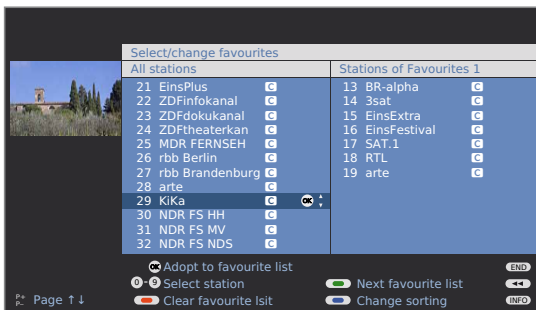 Select/change favourites
All stations
Stations of Favourites 1
21 EinsPlus C
22 ZDFinfokanal C
23 ZDFdokukanal C
24 ZDFtheaterkan C
25 MDR FERNSEH C
26 rbb Berlin C
27 rbb Brandenburg C
28 arte C
29 KiKa C OK
30 NDR FS HH C
31 NDR FS MV C
32 NDR FS NDS C
13 BR-alpha C
14 3sat C
15 EinsExtra C
16 EinsFestival C
17 SAT.1 C
18 RTL C
19 arte C
OK Adopt to favourite list
END
0-9 Select station
Next favourite list
P+
P-
Page ↑↓
Clear favourite lsit
Change sorting
INFO